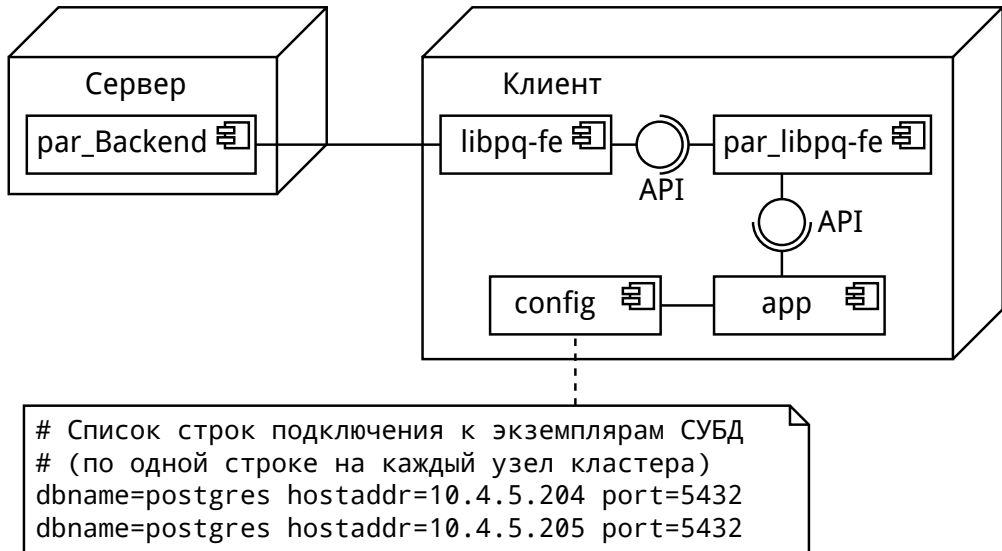 Сервер
Клиент
par_Backend
libpq-fe
par_libpq-fe
API
API
config
app
# Список строк подключения к экземплярам СУБД
# (по одной строке на каждый узел кластера)
dbname=postgres hostaddr=10.4.5.204 port=5432
dbname=postgres hostaddr=10.4.5.205 port=5432